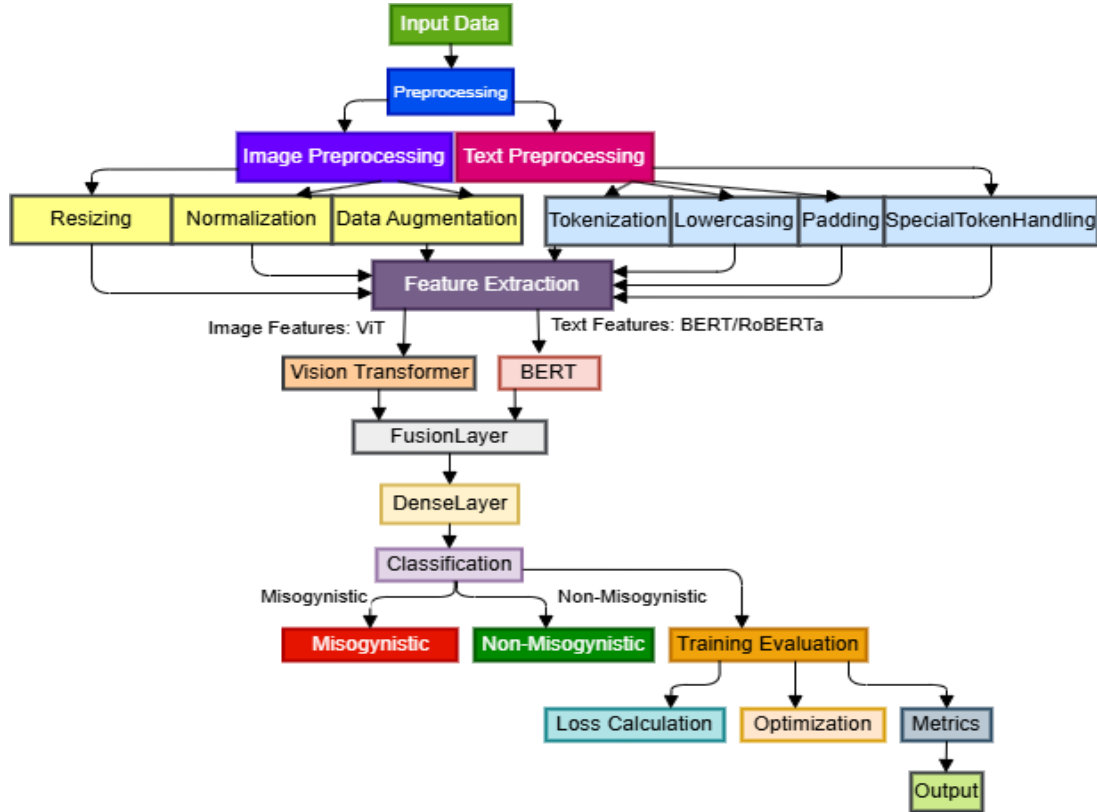 Input Data
Preprocessing
Image Preprocessing
Text Preprocessing
Resizing
Normalization
Data Augmentation
Tokenization
Lowercasing
Padding
SpecialTokenHandling
Feature Extraction
Image Features: ViT
Text Features: BERT/RoBERTa
Vision Transformer
BERT
FusionLayer
DenseLayer
Classification
Misogynistic
Non-Misogynistic
Misogynistic
Non-Misogynistic
Training Evaluation
Loss Calculation
Optimization
Metrics
Output